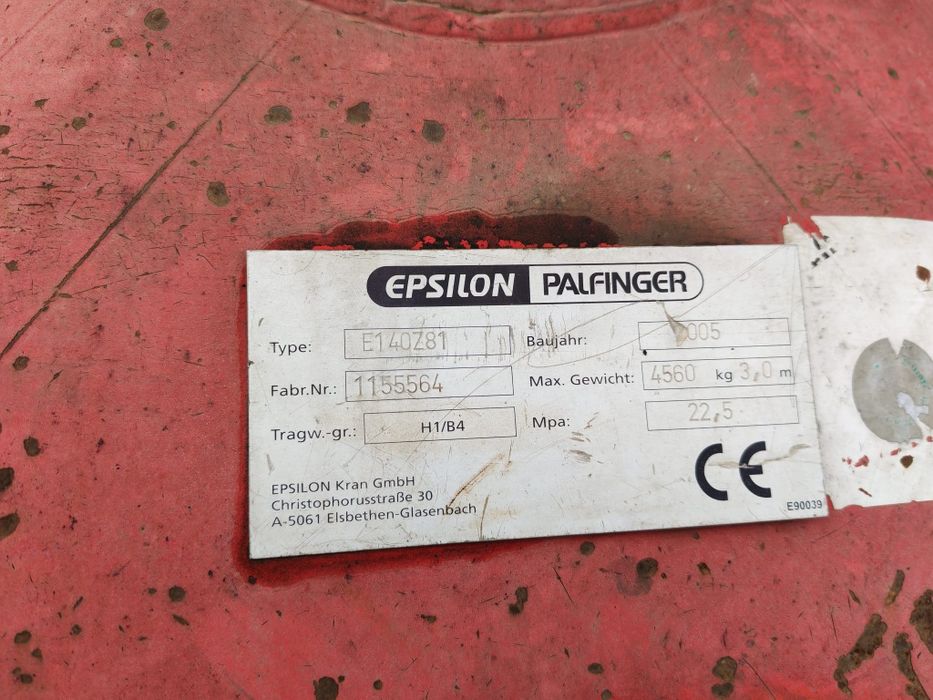 EPSILON PALFINGER
Type: E140Z81 Baujahr: 2005
Fabr.Nr.: 1155564 Max. Gewicht: 4560 kg 3,0 m
Tragw.-gr.: H1/B4 Mpa: 22,5
EPSILON Kran GmbH
Christophorusstraße 30
A-5061 Elsbethen-Glasenbach
CE
E90039